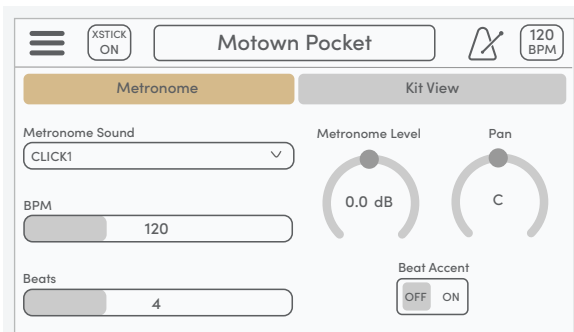 XSTICK
ON
Motown Pocket
120
BPM
Metronome
Kit View
Metronome Sound
CLICK1
Metronome Level
Pan
0.0 dB
C
BPM
120
Beat Accent
OFF ON
Beats
4